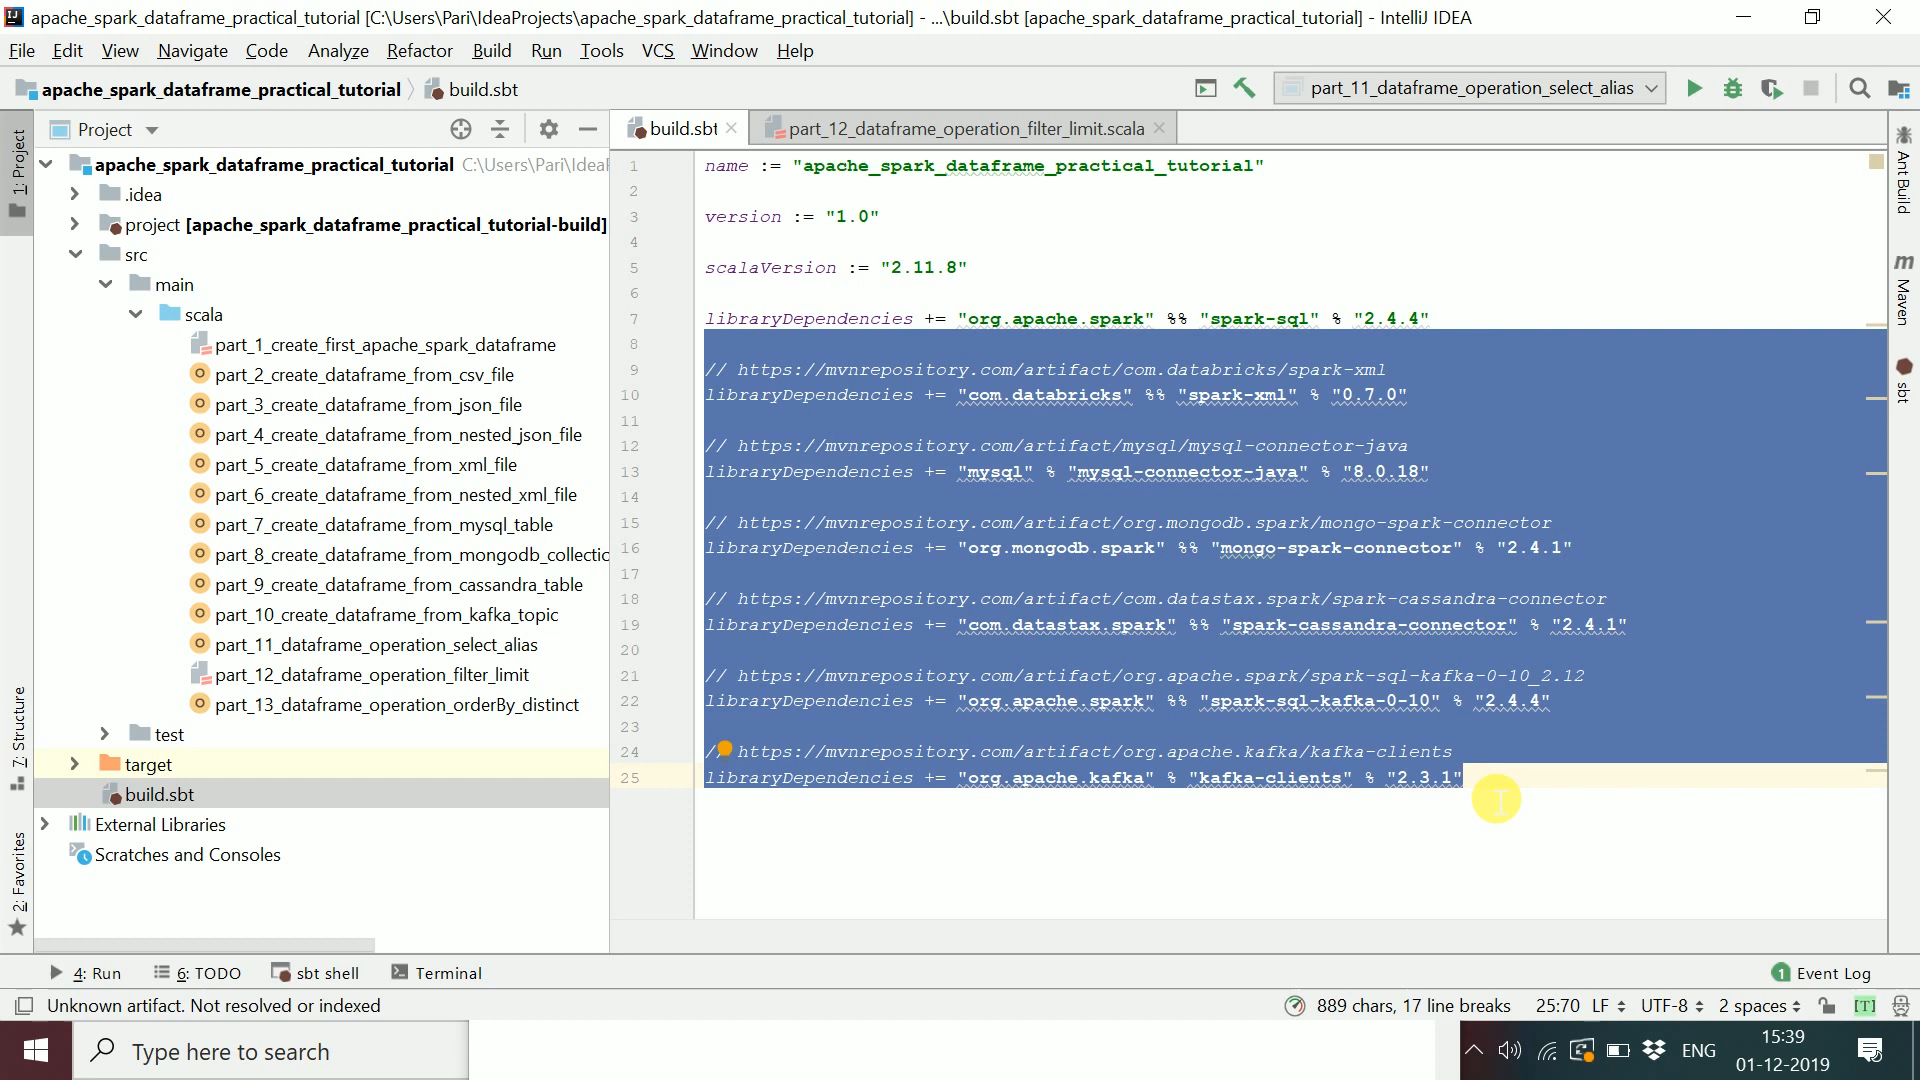 apache_spark_dataframe_practical_tutorial [C:\Users\Pari\IdeaProjects\apache_spark_dataframe_practical_tutorial] - ...\build.sbt [apache_spark_dataframe_practical_tutorial] - IntelliJ IDEA
File Edit View Navigate Code Analyze Refactor Build Run Tools VCS Window Help
apache_spark_dataframe_practical_tutorial build.sbt part_11_dataframe_operation_select_alias
Project
build.sbt part_12_dataframe_operation_filter_limit.scala
1: Project
7: Structure
2: Favorites
apache_spark_dataframe_practical_tutorial C:\Users\Pari\Idea
.idea
project [apache_spark_dataframe_practical_tutorial-build]
src
main
scala
part_1_create_first_apache_spark_dataframe
part_2_create_dataframe_from_csv_file
part_3_create_dataframe_from_json_file
part_4_create_dataframe_from_nested_json_file
part_5_create_dataframe_from_xml_file
part_6_create_dataframe_from_nested_xml_file
part_7_create_dataframe_from_mysql_table
part_8_create_dataframe_from_mongodb_collectic
part_9_create_dataframe_from_cassandra_table
part_10_create_dataframe_from_kafka_topic
part_11_dataframe_operation_select_alias
part_12_dataframe_operation_filter_limit
part_13_dataframe_operation_orderBy_distinct
test
target
build.sbt
External Libraries
Scratches and Consoles
1 name := "apache_spark_dataframe_practical_tutorial"
2
3 version := "1.0"
4
5 scalaVersion := "2.11.8"
6
7 libraryDependencies += "org.apache.spark" %% "spark-sql" % "2.4.4"
8
9 // https://mvnrepository.com/artifact/com.databricks/spark-xml
10 libraryDependencies += "com.databricks" %% "spark-xml" % "0.7.0"
11
12 // https://mvnrepository.com/artifact/mysql/mysql-connector-java
13 libraryDependencies += "mysql" % "mysql-connector-java" % "8.0.18"
14
15 // https://mvnrepository.com/artifact/org.mongodb.spark/mongo-spark-connector
16 libraryDependencies += "org.mongodb.spark" %% "mongo-spark-connector" % "2.4.1"
17
18 // https://mvnrepository.com/artifact/com.datastax.spark/spark-cassandra-connector
19 libraryDependencies += "com.datastax.spark" %% "spark-cassandra-connector" % "2.4.1"
20
21 // https://mvnrepository.com/artifact/org.apache.spark/spark-sql-kafka-0-10_2.12
22 libraryDependencies += "org.apache.spark" %% "spark-sql-kafka-0-10" % "2.4.4"
23
24 // https://mvnrepository.com/artifact/org.apache.kafka/kafka-clients
25 libraryDependencies += "org.apache.kafka" % "kafka-clients" % "2.3.1"
Ant Build
m Maven
sbt
4: Run 6: TODO sbt shell Terminal 1 Event Log
Unknown artifact. Not resolved or indexed 889 chars, 17 line breaks 25:70 LF UTF-8 2 spaces [T]
Type here to search ENG 15:39
01-12-2019